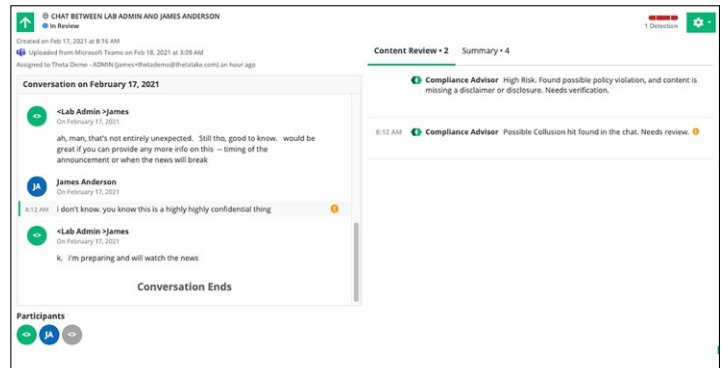 CHAT BETWEEN LAB ADMIN AND JAMES ANDERSON
In Review
1 Detection
Created on Feb 17, 2021 at 8:16 AM
Uploaded from Microsoft Teams on Feb 18, 2021 at 3:09 AM
Assigned to Theta Demo - ADMIN (james+thetademo@thetalake.com) an hour ago
Conversation on February 17, 2021
<Lab Admin >James
On February 17, 2021
ah, man, that's not entirely unexpected. Still tho, good to know. would be
great if you can provide any more info on this -- timing of the
announcement or when the news will break
JA
James Anderson
On February 17, 2021
8:12 AM i don't know. you know this is a highly highly confidential thing
<Lab Admin >James
On February 17, 2021
k. i'm preparing and will watch the news
Conversation Ends
Participants
<> JA <>
Content Review • 2 Summary • 4
Compliance Advisor High Risk. Found possible policy violation, and content is
missing a disclaimer or disclosure. Needs verification.
8:12 AM Compliance Advisor Possible Collusion hit found in the chat. Needs review.